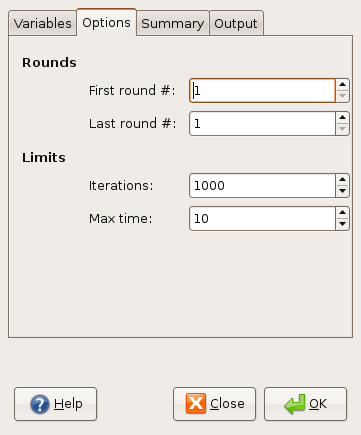 Variables Options Summary Output
Rounds
First round #: 1
Last round #: 1
Limits
Iterations: 1000
Max time: 10
Help Close OK